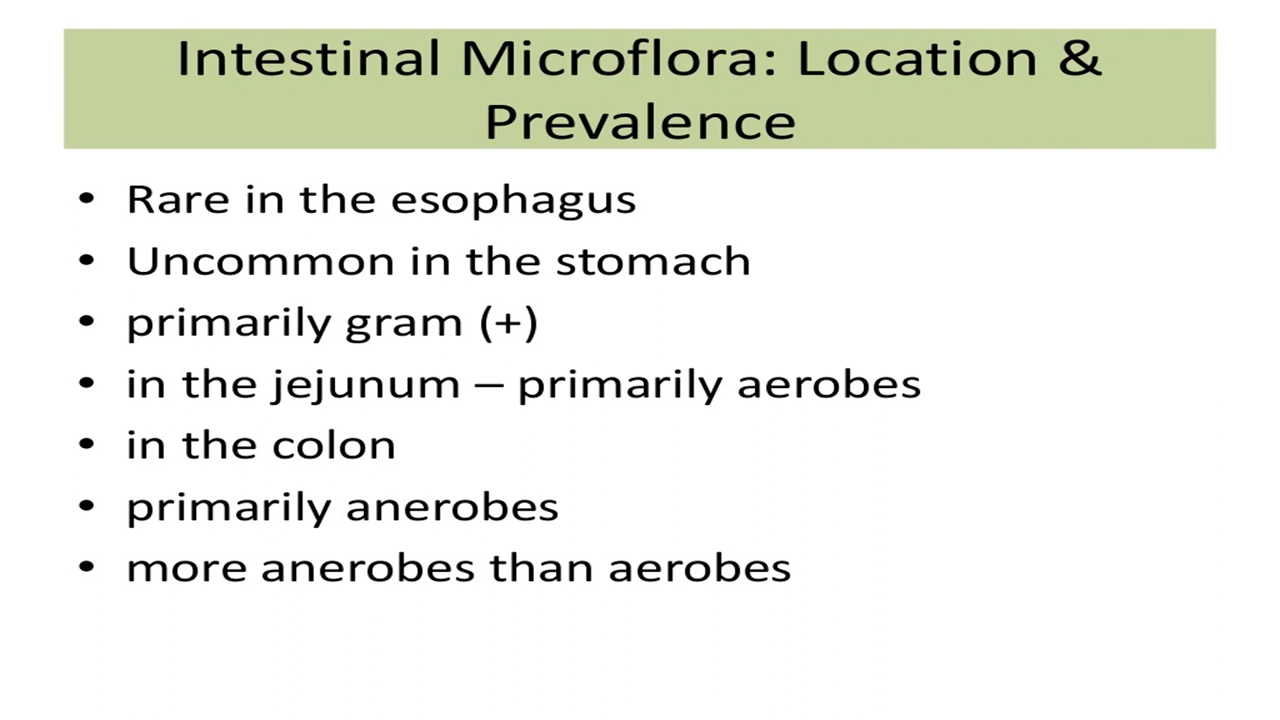 Intestinal Microflora: Location &
Prevalence
• Rare in the esophagus
• Uncommon in the stomach
• primarily gram (+)
• in the jejunum – primarily aerobes
• in the colon
• primarily anerobes
• more anerobes than aerobes